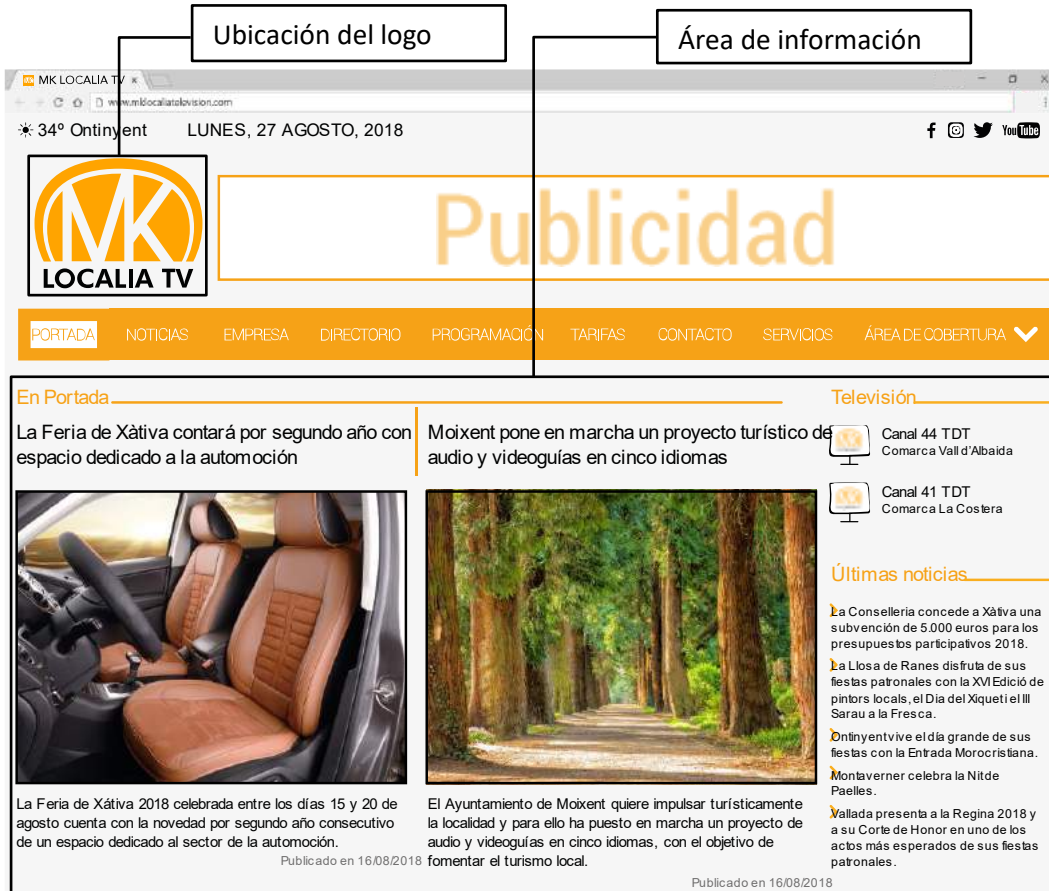 Ubicación del logo
Área de información
MK LOCALIA TV ×
www.mklocaliatelevision.com
34º Ontinyent LUNES, 27 AGOSTO, 2018
You Tube
MK
LOCALIA TV
Publicidad
PORTADA NOTICIAS EMPRESA DIRECTORIO PROGRAMACIÓN TARIFAS CONTACTO SERVICIOS ÁREA DE COBERTURA
En Portada
La Feria de Xàtiva contará por segundo año con
espacio dedicado a la automoción
La Feria de Xátiva 2018 celebrada entre los días 15 y 20 de
agosto cuenta con la novedad por segundo año consecutivo
de un espacio dedicado al sector de la automoción.
Publicado en 16/08/2018
Moixent pone en marcha un proyecto turístico de
audio y videoguías en cinco idiomas
El Ayuntamiento de Moixent quiere impulsar turísticamente
la localidad y para ello ha puesto en marcha un proyecto de
audio y videoguías en cinco idiomas, con el objetivo de
fomentar el turismo local.
Publicado en 16/08/2018
Televisión
Canal 44 TDT
Comarca Vall d'Albaida
Canal 41 TDT
Comarca La Costera
Últimas noticias
La Conselleria concede a Xàtiva una
subvención de 5.000 euros para los
presupuestos participativos 2018.
La Llosa de Ranes disfruta de sus
fiestas patronales con la XVI Edició de
pintors locals, el Dia del Xiquet i el III
Sarau a la Fresca.
Ontinyent vive el día grande de sus
fiestas con la Entrada Morocristiana.
Montaverner celebra la Nit de
Paelles.
Vallada presenta a la Regina 2018 y
a su Corte de Honor en uno de los
actos más esperados de sus fiestas
patronales.